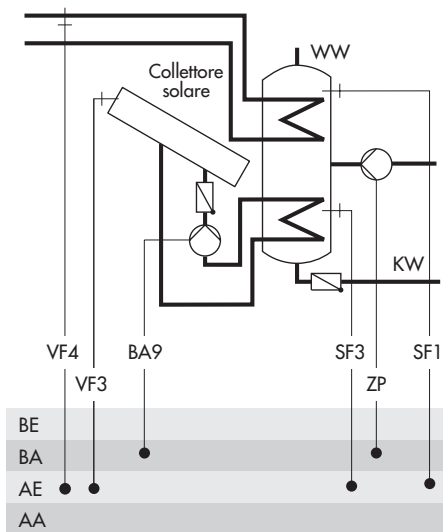 WW
Collettore
solare
KW
VF4 BA9 SF3 SF1
VF3 ZP
BE
BA
AE
AA